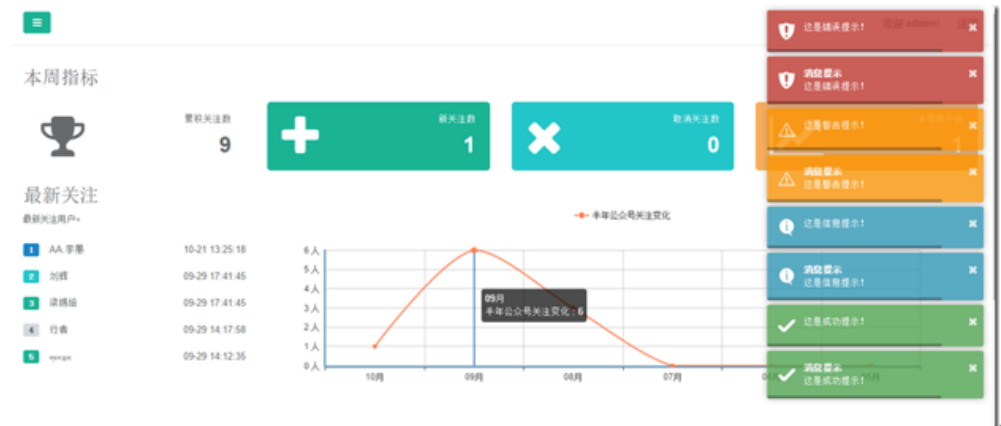 欢迎 admin!
本周指标
累积关注数
9
新关注数
1
取消关注数
0
1
最新关注
最新关注用户。
1 AA.李墨 10-21 13:25:18
2 刘辉 09-29 17:41:45
3 09-29 17:41:45
4 行者 09-29 14:17:58
5 09-29 14:12:35
半年公众号关注变化
6人
5人
4人
3人
2人
1人
0人
09月
半年公众号关注变化 : 6
10月
09月
08月
07月
这是错误提示!
消息提示
这是错误提示!
这是警告提示!
消息提示
这是警告提示!
这是信息提示!
消息提示
这是信息提示!
这是成功提示!
消息提示
这是成功提示!